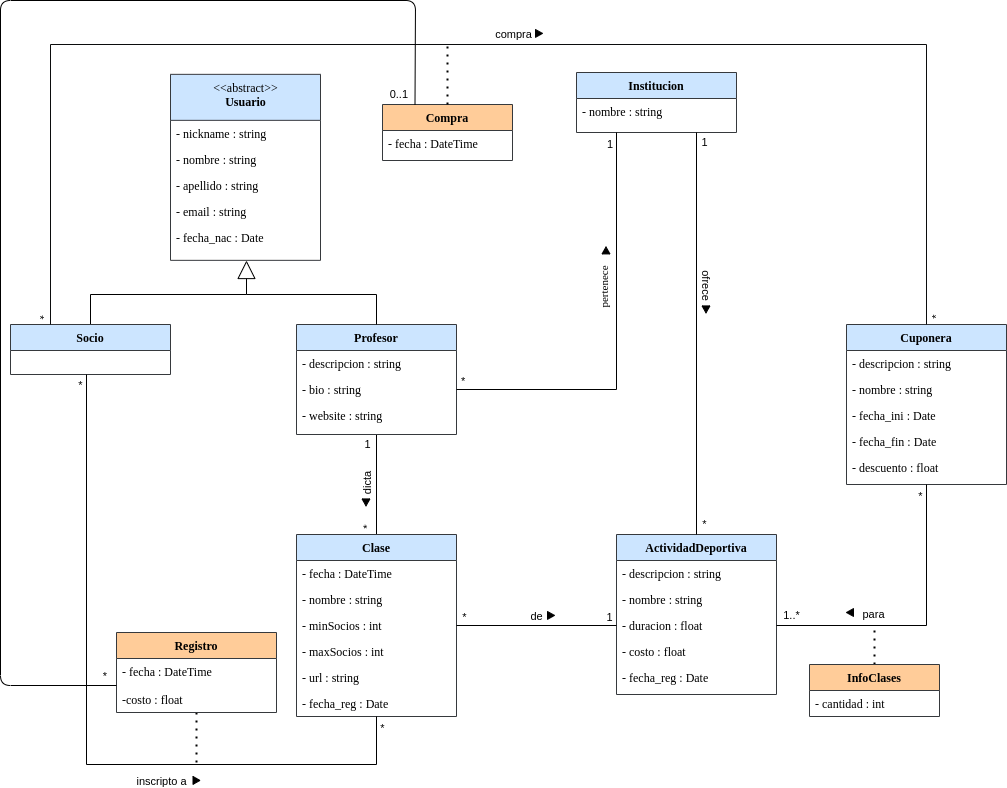 compra
<<abstract>>
Usuario
- nickname : string
- nombre : string
- apellido : string
- email : string
- fecha_nac : Date
0..1
Compra
- fecha : DateTime
Institucion
- nombre : string
1
1
pertenece
ofrece
*
Socio
*
Profesor
- descripcion : string
- bio : string
- website : string
*
1
dicta
*
*
Cuponera
- descripcion : string
- nombre : string
- fecha_ini : Date
- fecha_fin : Date
- descuento : float
*
Clase
- fecha : DateTime
- nombre : string
- minSocios : int
- maxSocios : int
- url : string
- fecha_reg : Date
*
*
de
1
*
ActividadDeportiva
- descripcion : string
- nombre : string
- duracion : float
- costo : float
- fecha_reg : Date
1..*
para
InfoClases
- cantidad : int
*
Registro
- fecha : DateTime
-costo : float
inscripto a